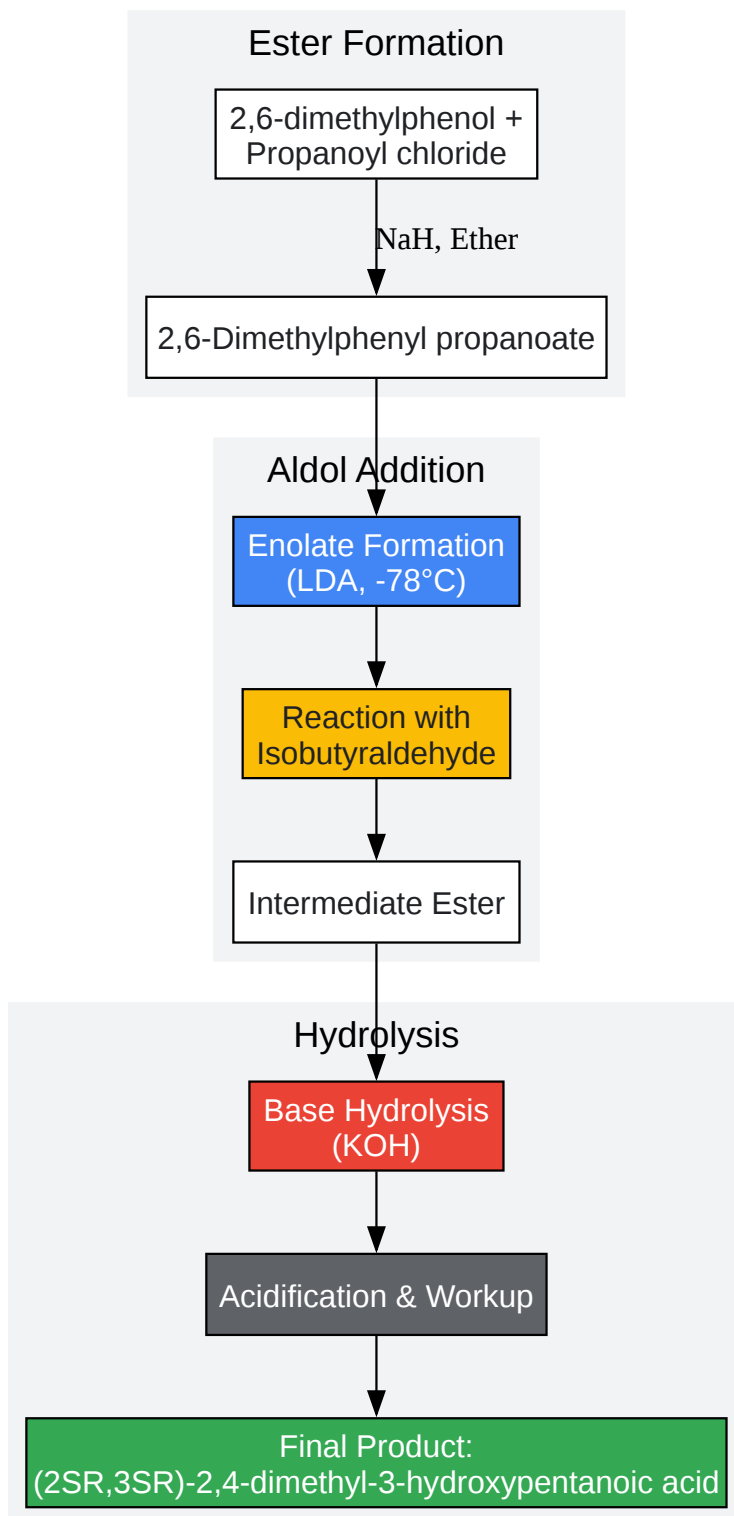 Ester Formation
2,6-dimethylphenol +
Propanoyl chloride
NaH, Ether
2,6-Dimethylphenyl propanoate
Aldol Addition
Enolate Formation
(LDA, -78°C)
Reaction with
Isobutyraldehyde
Intermediate Ester
Hydrolysis
Base Hydrolysis
(KOH)
Acidification & Workup
Final Product:
(2SR,3SR)-2,4-dimethyl-3-hydroxypentanoic acid